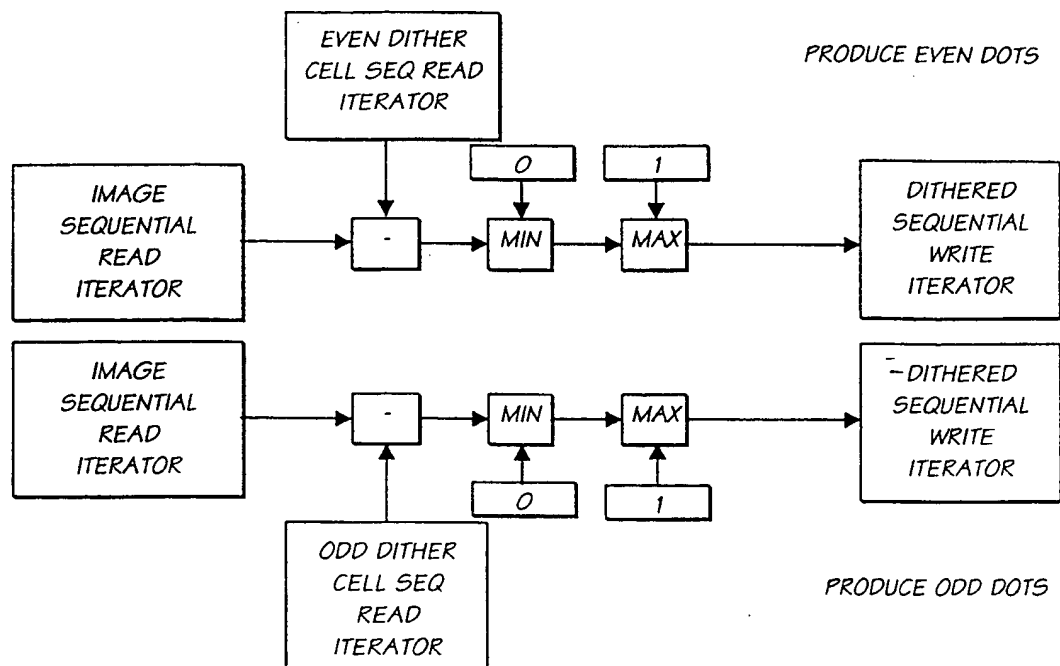 EVEN DITHER
CELL SEQ READ
ITERATOR
PRODUCE EVEN DOTS
IMAGE
SEQUENTIAL
READ
ITERATOR
-
0
MIN
1
MAX
DITHERED
SEQUENTIAL
WRITE
ITERATOR
IMAGE
SEQUENTIAL
READ
ITERATOR
-
MIN
0
MAX
1
DITHERED
SEQUENTIAL
WRITE
ITERATOR
ODD DITHER
CELL SEQ
READ
ITERATOR
PRODUCE ODD DOTS